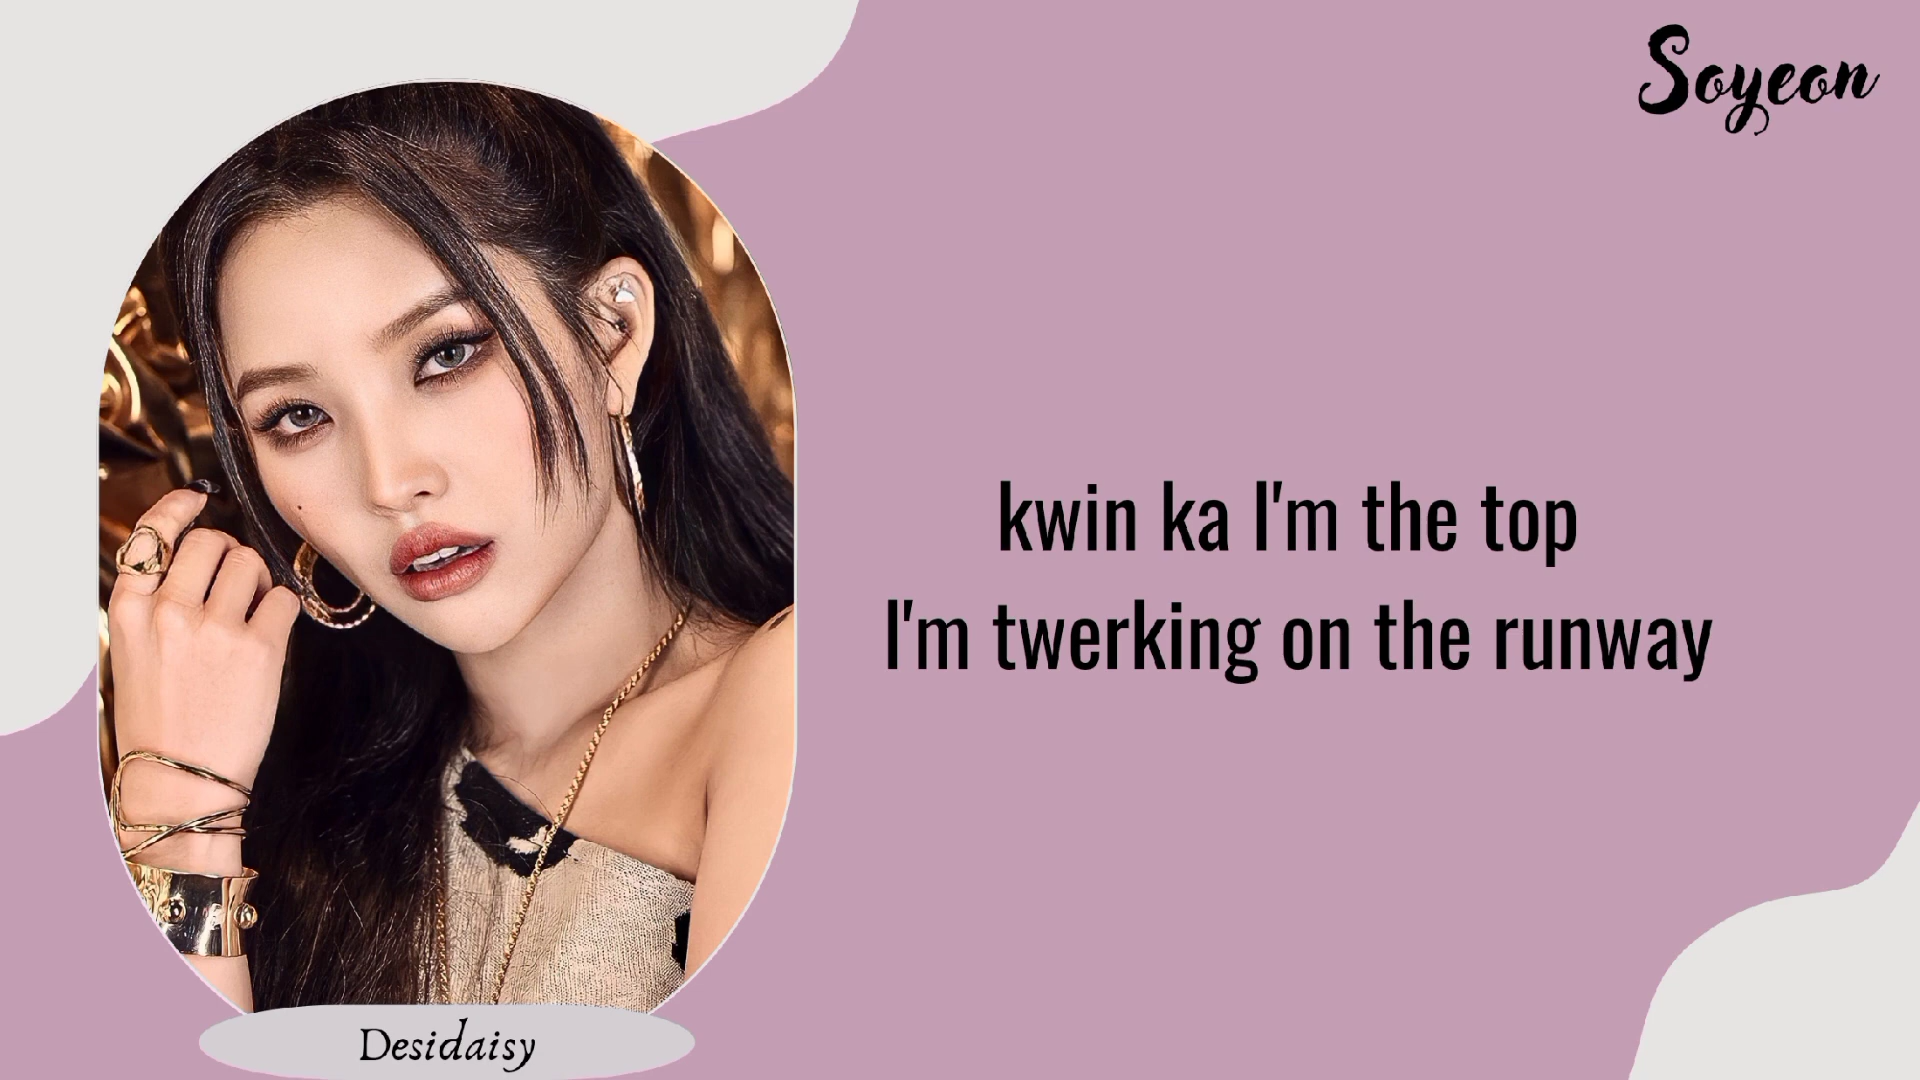 Soyeon
kwin ka I'm the top
I'm twerking on the runway
Desidaisy